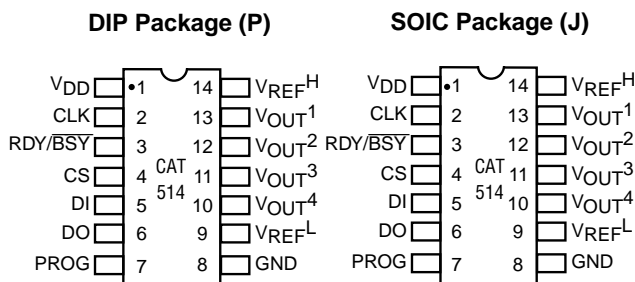 DIP Package (P)
SOIC Package (J)
VDD 1 14 VREFH
CLK 2 13 VOUT1
RDY/BSY 3 12 VOUT2
CS 4 CAT 11 VOUT3
DI 5 514 10 VOUT4
DO 6 9 VREFL
PROG 7 8 GND
VDD 1 14 VREFH
CLK 2 13 VOUT1
RDY/BSY 3 12 VOUT2
CS 4 CAT 11 VOUT3
DI 5 514 10 VOUT4
DO 6 9 VREFL
PROG 7 8 GND